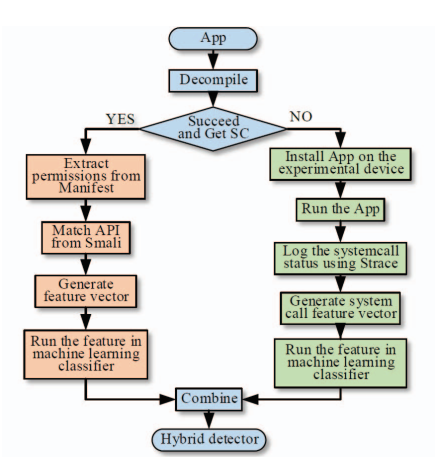 App
Decompile
Succeed
and Get SC
YES
NO
Extract
permissions from
Manifest
Match API
from Smali
Generate
feature vector
Run the feature in
machine learning
classifier
Install App on the
experimental device
Run the App
Log the systemcall
status using Strace
Generate system
call feature vector
Run the feature in
machine learning
classifier
Combine
Hybrid detector